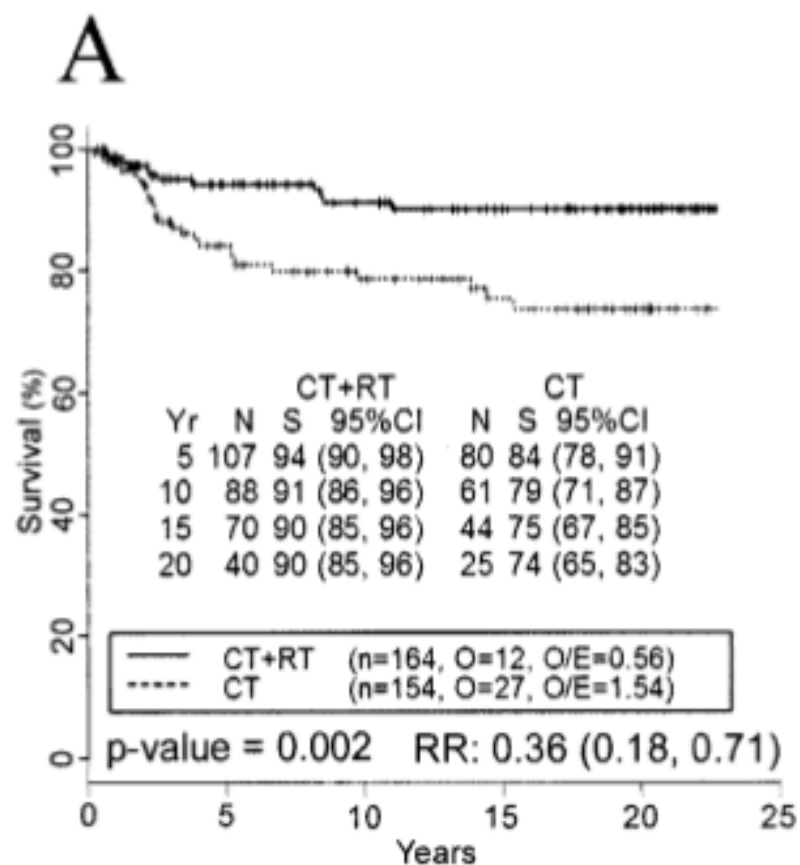 A
Survival (%)
100
80
60
40
20
0
CT+RT CT
Yr N S 95%CI N S 95%CI
5 107 94 (90, 98) 80 84 (78, 91)
10 88 91 (86, 96) 61 79 (71, 87)
15 70 90 (85, 96) 44 75 (67, 85)
20 40 90 (85, 96) 25 74 (65, 83)
CT+RT (n=164, O=12, O/E=0.56)
CT (n=154, O=27, O/E=1.54)
p-value = 0.002 RR: 0.36 (0.18, 0.71)
0 5 10 15 20 25
Years